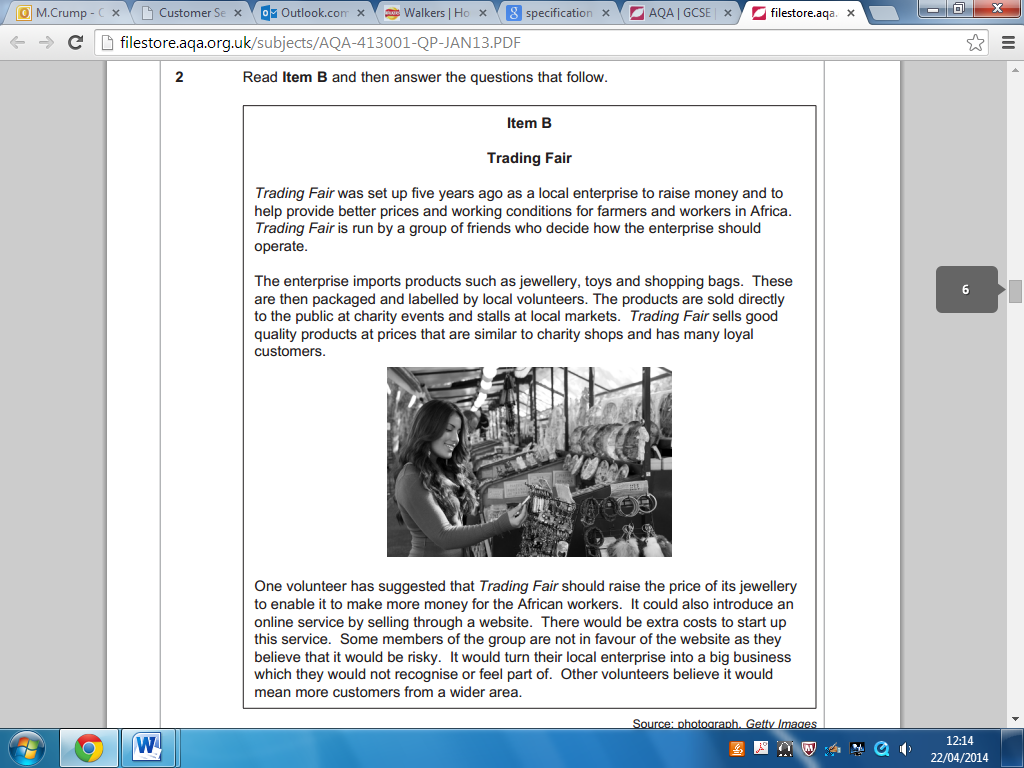 M.Crump - 
Customer Se
Outlook.com
Walkers | Ho
specification
AQA | GCSE
filestore.aqa.
filestore.aqa.org.uk/subjects/AQA-413001-QP-JAN13.PDF
2 Read Item B and then answer the questions that follow.
Item B
Trading Fair
Trading Fair was set up five years ago as a local enterprise to raise money and to
help provide better prices and working conditions for farmers and workers in Africa.
Trading Fair is run by a group of friends who decide how the enterprise should
operate.
The enterprise imports products such as jewellery, toys and shopping bags. These
are then packaged and labelled by local volunteers. The products are sold directly
to the public at charity events and stalls at local markets. Trading Fair sells good
quality products at prices that are similar to charity shops and has many loyal
customers.
6
One volunteer has suggested that Trading Fair should raise the price of its jewellery
to enable it to make more money for the African workers. It could also introduce an
online service by selling through a website. There would be extra costs to start up
this service. Some members of the group are not in favour of the website as they
believe that it would be risky. It would turn their local enterprise into a big business
which they would not recognise or feel part of. Other volunteers believe it would
mean more customers from a wider area.
Source: photograph, Getty Images
12:14
22/04/2014